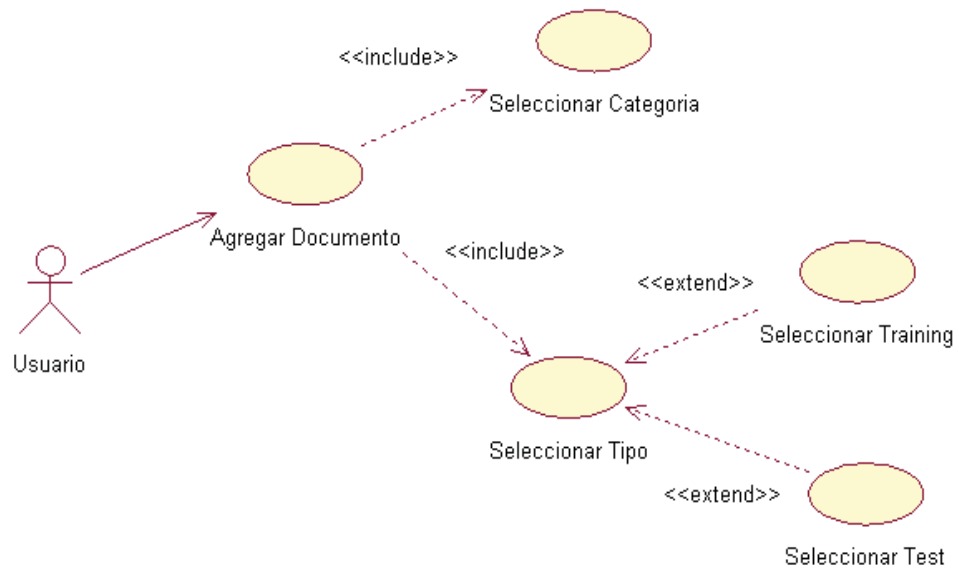 <<include>>
Seleccionar Categoria
Agregar Documento
<<include>>
<<extend>>
Seleccionar Training
Usuario
Seleccionar Tipo
<<extend>>
Seleccionar Test